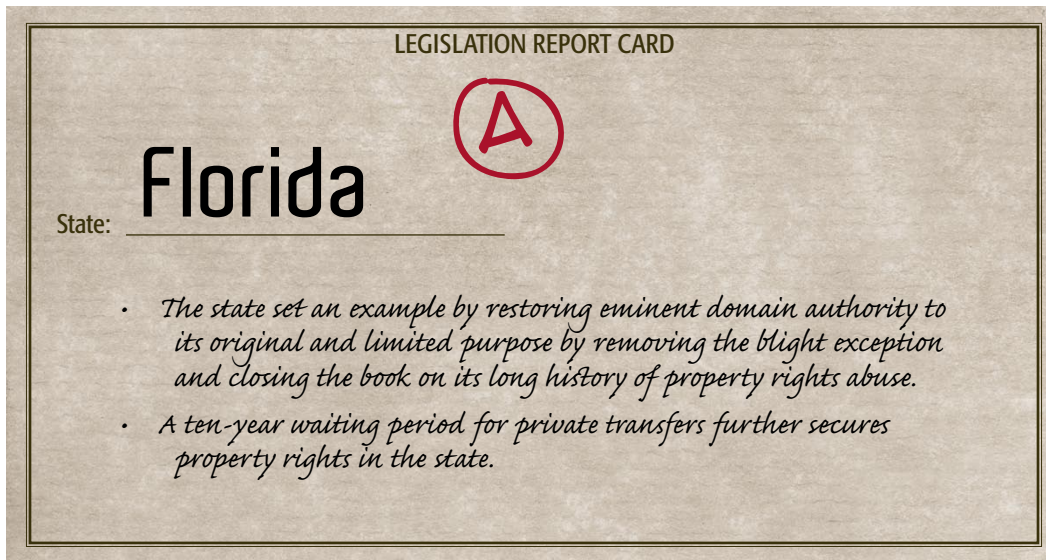 LEGISLATION REPORT CARD
A
Florida
State:
• The state set an example by restoring eminent domain authority to
its original and limited purpose by removing the blight exception
and closing the book on its long history of property rights abuse.
• A ten-year waiting period for private transfers further secures
property rights in the state.